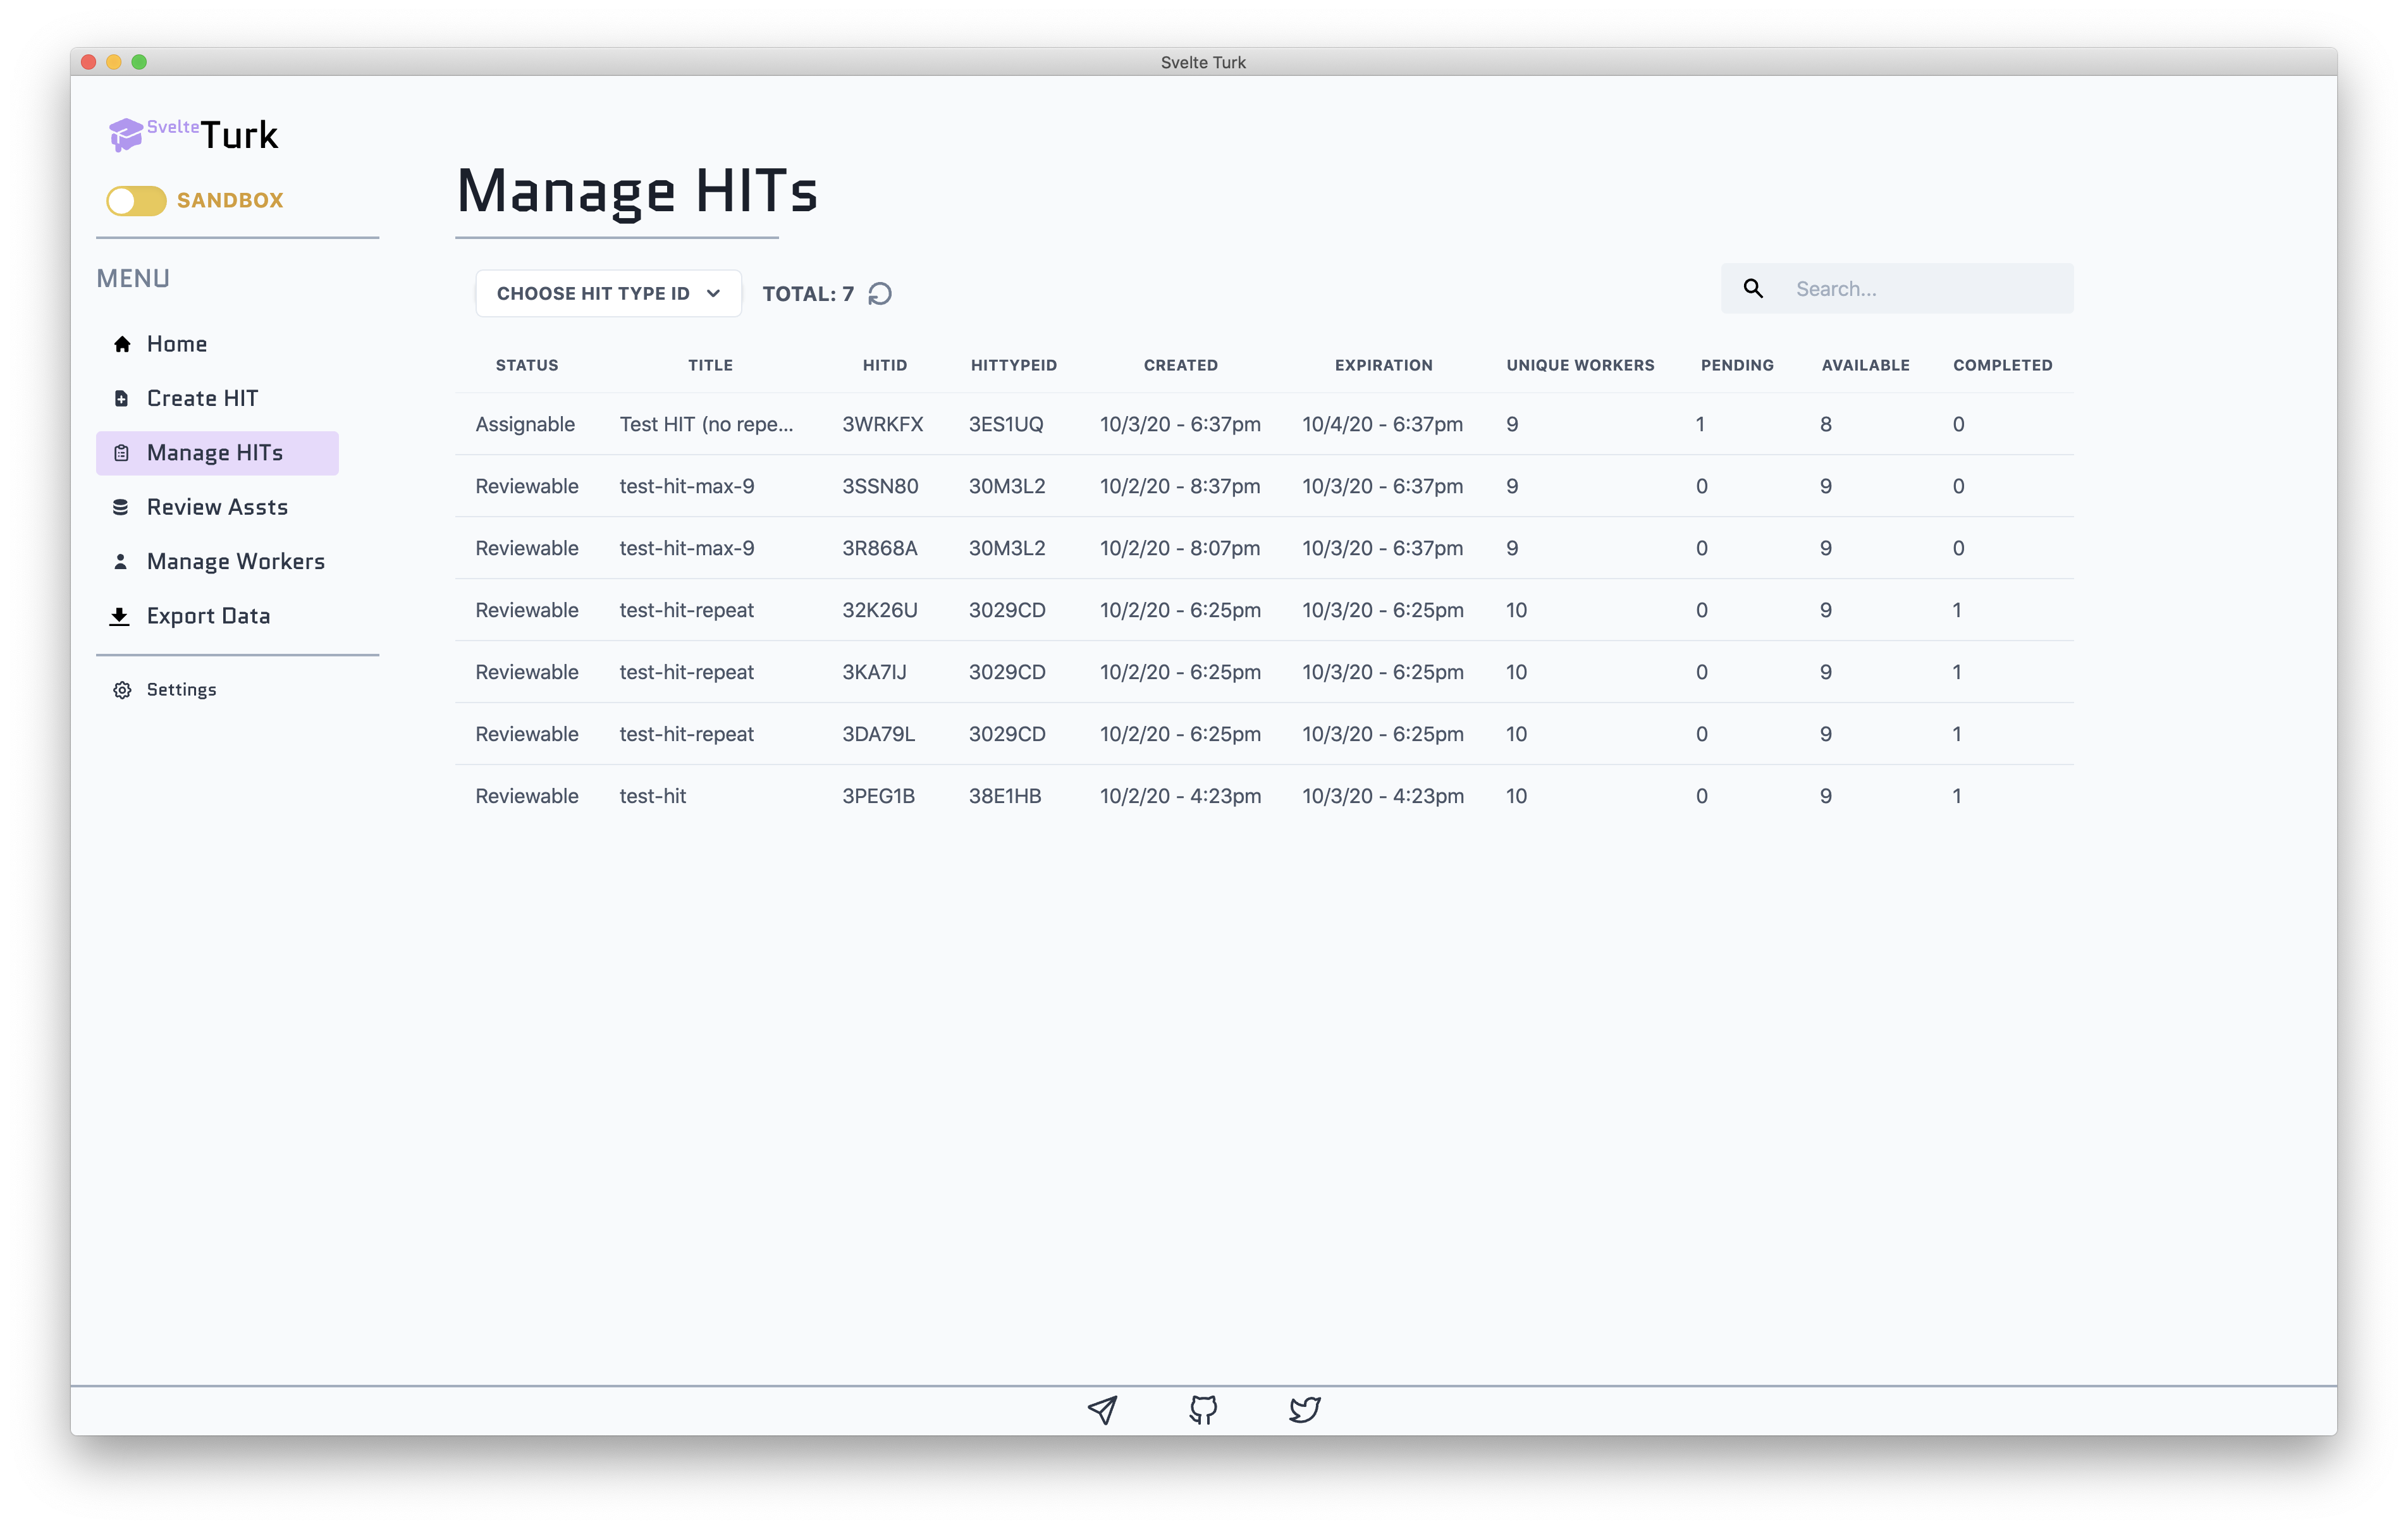 Svelte Turk
SvelteTurk
SANDBOX
MENU
Home
Create HIT
Manage HITs
Review Assts
Manage Workers
Export Data
Settings
Manage HITs
CHOOSE HIT TYPE ID TOTAL: 7 Search...
STATUS TITLE HITID HITTYPEID CREATED EXPIRATION UNIQUE WORKERS PENDING AVAILABLE COMPLETED
Assignable Test HIT (no repe... 3WRKFX 3ES1UQ 10/3/20 - 6:37pm 10/4/20 - 6:37pm 9 1 8 0
Reviewable test-hit-max-9 3SSN80 30M3L2 10/2/20 - 8:37pm 10/3/20 - 6:37pm 9 0 9 0
Reviewable test-hit-max-9 3R868A 30M3L2 10/2/20 - 8:07pm 10/3/20 - 6:37pm 9 0 9 0
Reviewable test-hit-repeat 32K26U 3029CD 10/2/20 - 6:25pm 10/3/20 - 6:25pm 10 0 9 1
Reviewable test-hit-repeat 3KA7IJ 3029CD 10/2/20 - 6:25pm 10/3/20 - 6:25pm 10 0 9 1
Reviewable test-hit-repeat 3DA79L 3029CD 10/2/20 - 6:25pm 10/3/20 - 6:25pm 10 0 9 1
Reviewable test-hit 3PEG1B 38E1HB 10/2/20 - 4:23pm 10/3/20 - 4:23pm 10 0 9 1